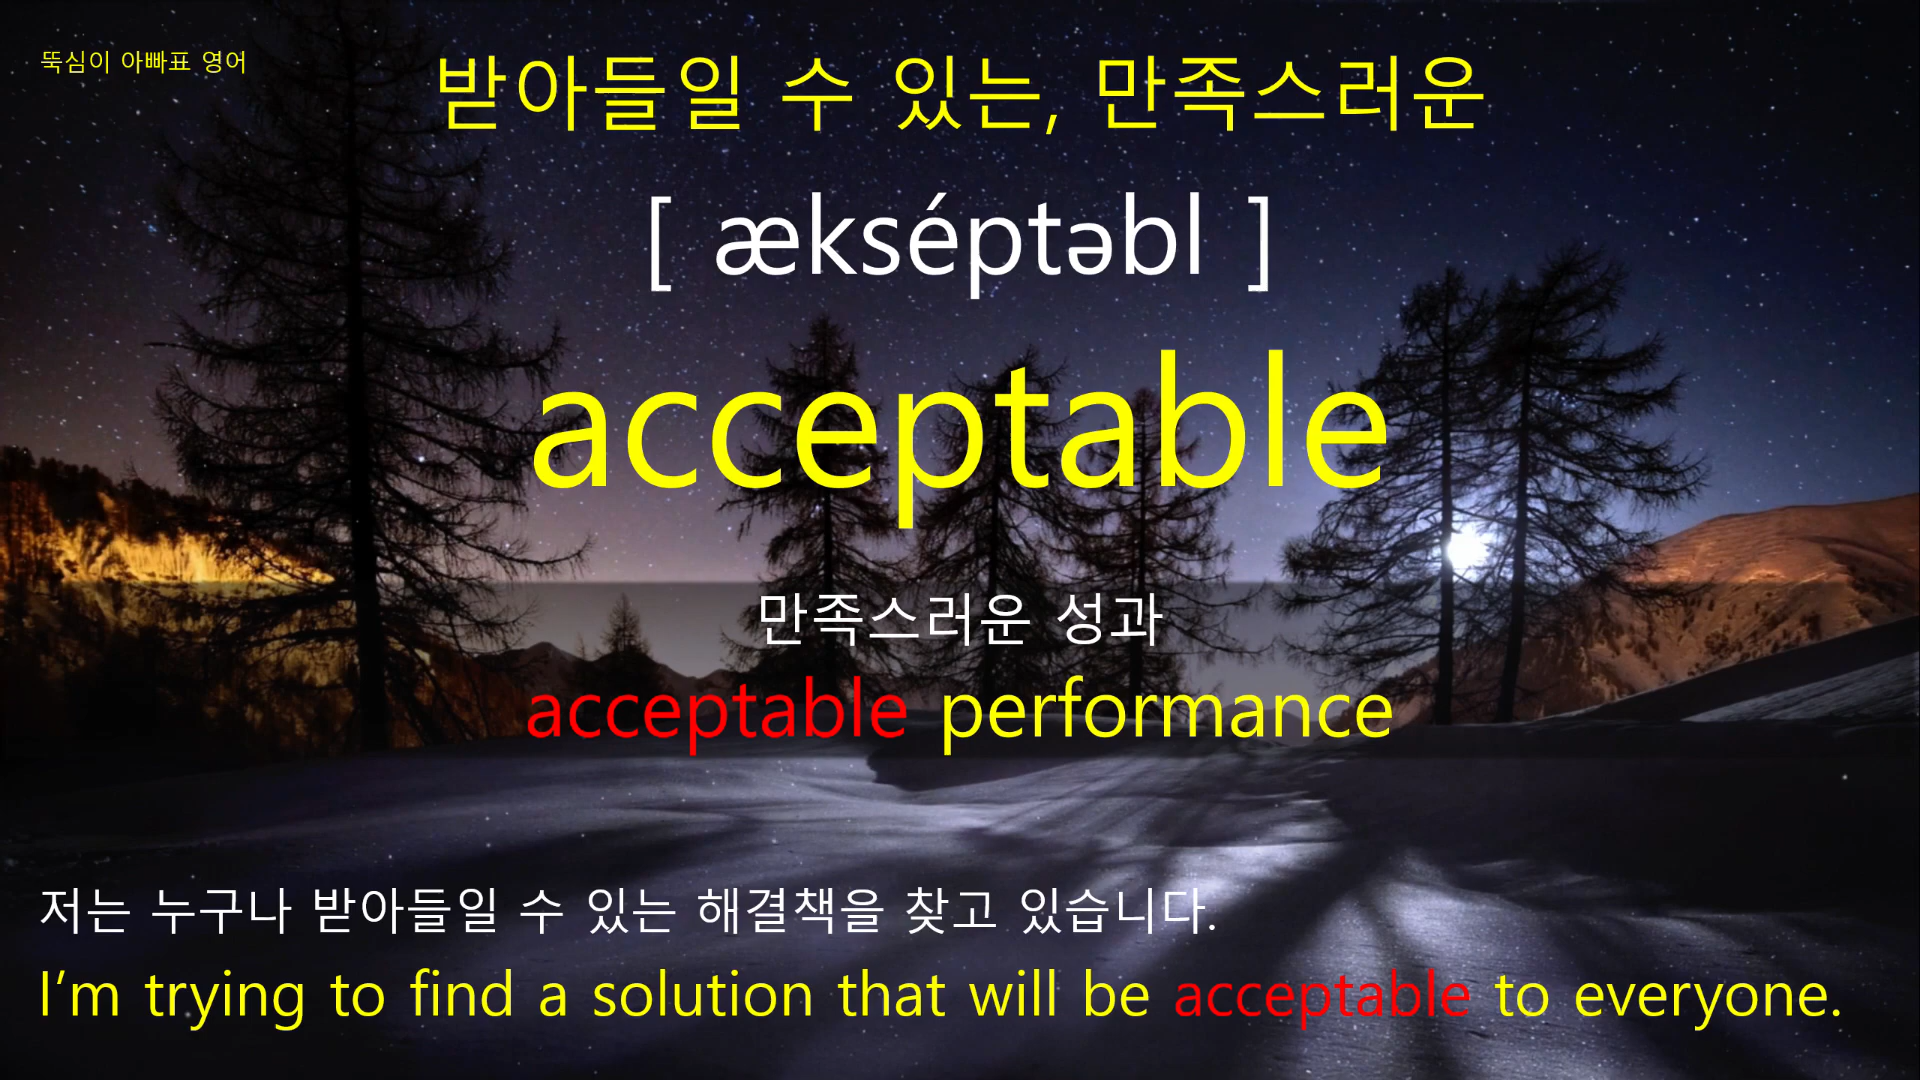 뚝심이 아빠표 영어
받아들일 수 있는, 만족스러운
[ ækséptəbl ]
acceptable
만족스러운 성과
acceptable performance
저는 누구나 받아들일 수 있는 해결책을 찾고 있습니다.
I’m trying to find a solution that will be acceptable to everyone.